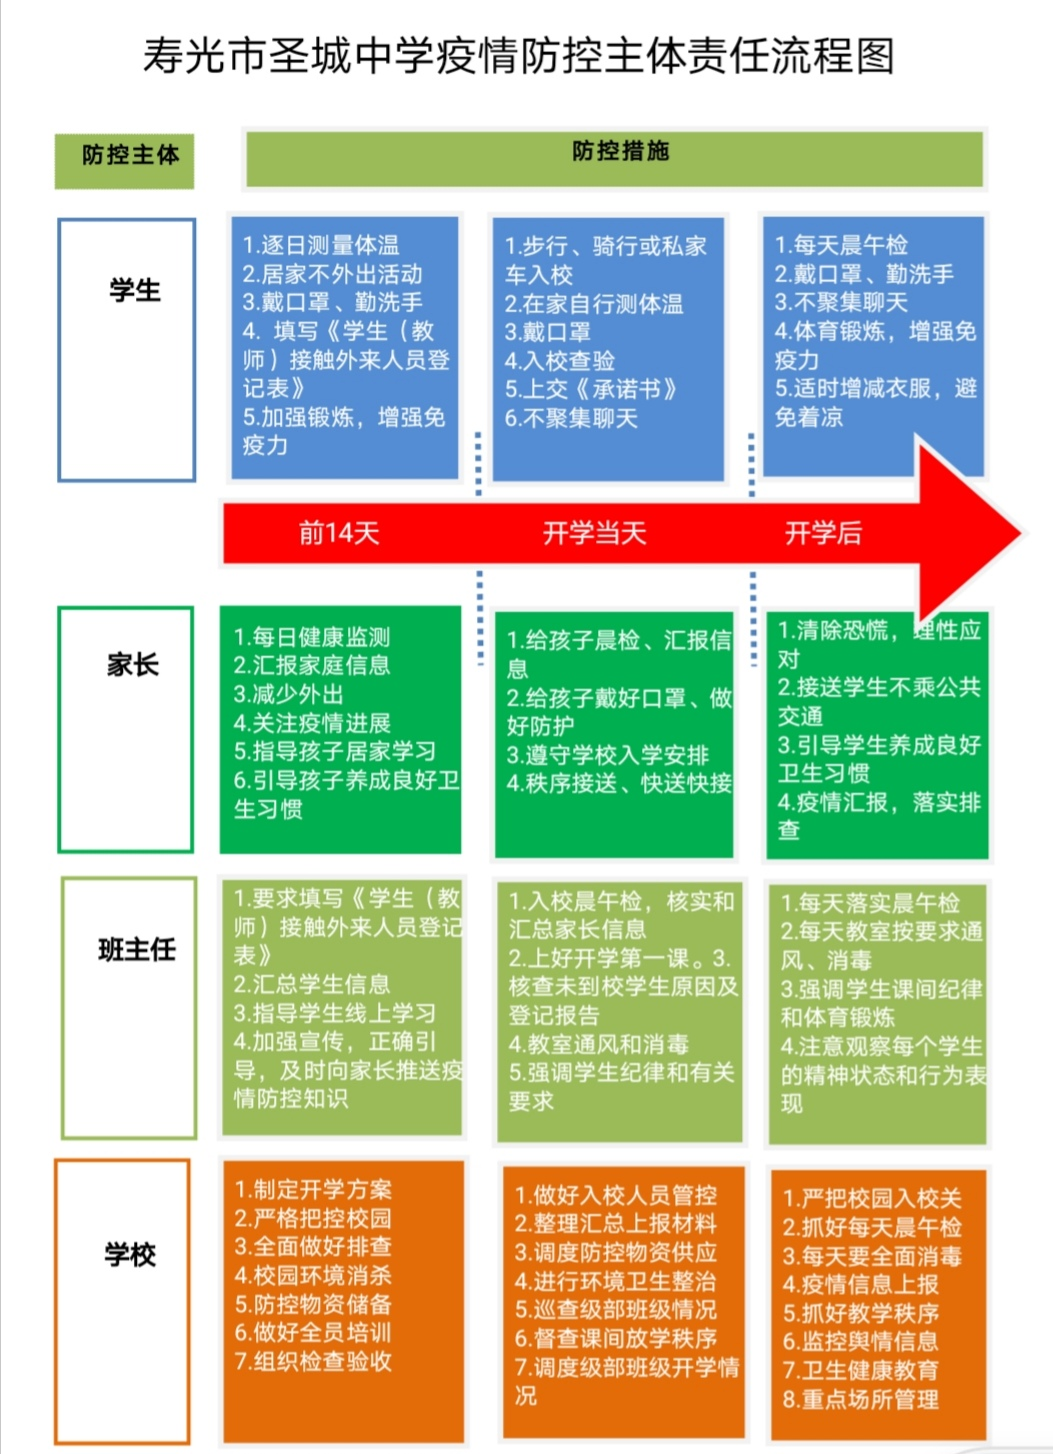 寿光市圣城中学疫情防控主体责任流程图
防控主体
防控措施
学生
1.逐日测量体温
2.居家不外出活动
3.戴口罩、勤洗手
4. 填写《学生（教
师）接触外来人员登
记表》
5.加强锻炼，增强免
疫力
1.步行、骑行或私家
车入校
2.在家自行测体温
3.戴口罩
4.入校查验
5.上交《承诺书》
6.不聚集聊天
1.每天晨午检
2.戴口罩、勤洗手
3.不聚集聊天
4.体育锻炼，增强免
疫力
5.适时增减衣服，避
免着凉
前14天
开学当天
开学后
家长
1.每日健康监测
2.汇报家庭信息
3.减少外出
4.关注疫情进展
5.指导孩子居家学习
6.引导孩子养成良好卫
生习惯
1.给孩子晨检、汇报信
息
2.给孩子戴好口罩、做
好防护
3.遵守学校入学安排
4.秩序接送、快送快接
1.清除恐慌，理性应
对
2.接送学生不乘公共
交通
3.引导学生养成良好
卫生习惯
4.疫情汇报，落实排
查
班主任
1.要求填写《学生（教
师）接触外来人员登记
表》
2.汇总学生信息
3.指导学生线上学习
4.加强宣传，正确引
导，及时向家长推送疫
情防控知识
1.入校晨午检，核实和
汇总家长信息
2.上好开学第一课。3.
核查未到校学生原因及
登记报告
4.教室通风和消毒
5.强调学生纪律和有关
要求
1.每天落实晨午检
2.每天教室按要求通
风、消毒
3.强调学生课间纪律
和体育锻炼
4.注意观察每个学生
的精神状态和行为表
现
学校
1.制定开学方案
2.严格把控校园
3.全面做好排查
4.校园环境消杀
5.防控物资储备
6.做好全员培训
7.组织检查验收
1.做好入校人员管控
2.整理汇总上报材料
3.调度防控物资供应
4.进行环境卫生整治
5.巡查级部班级情况
6.督查课间放学秩序
7.调度级部班级开学情
况
1.严把校园入校关
2.抓好每天晨午检
3.每天要全面消毒
4.疫情信息上报
5.抓好教学秩序
6.监控舆情信息
7.卫生健康教育
8.重点场所管理